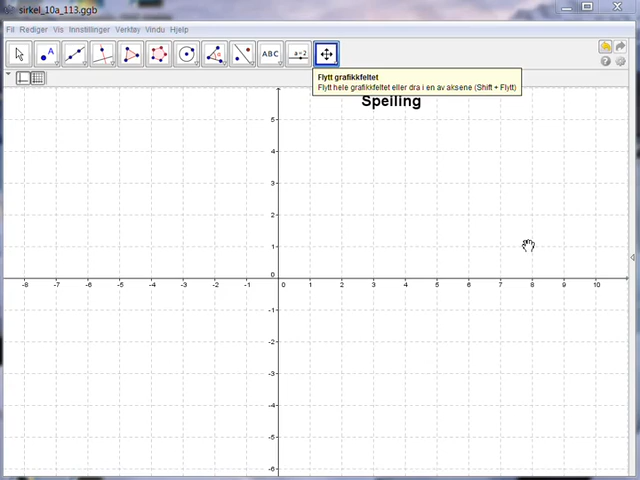 sirkel_10a_113.ggb
Fil Rediger Vis Innstillinger Verktøy Vindu Hjelp
A
ABC
a=2
Flytt grafikkfeltet
Flytt hele grafikkfeltet eller dra i en av aksene (Shift + Flytt)
Speiling
5
4
3
2
1
0
-8 -7 -6 -5 -4 -3 -2 -1 0 1 2 3 4 5 6 7 8 9 10
-1
-2
-3
-4
-5
-6